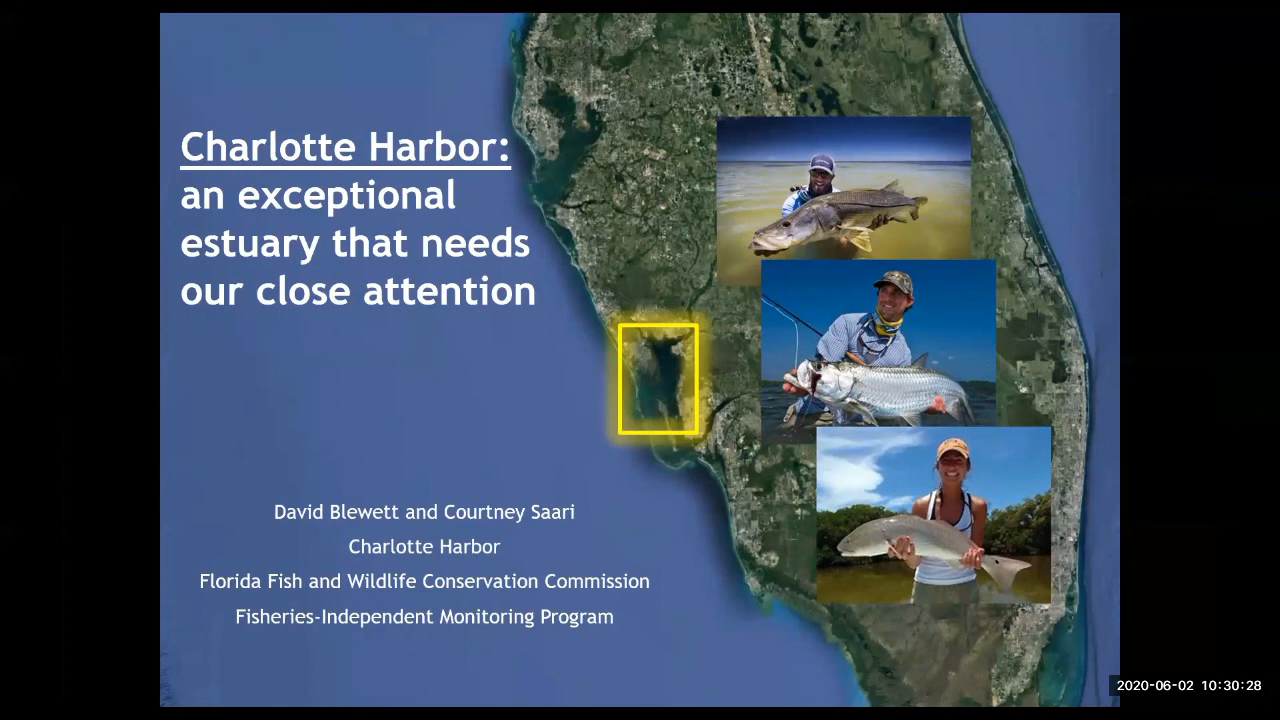 Charlotte Harbor:
an exceptional
estuary that needs
our close attention
David Blewett and Courtney Saari
Charlotte Harbor
Florida Fish and Wildlife Conservation Commission
Fisheries-Independent Monitoring Program
2020-06-02 10:30:28